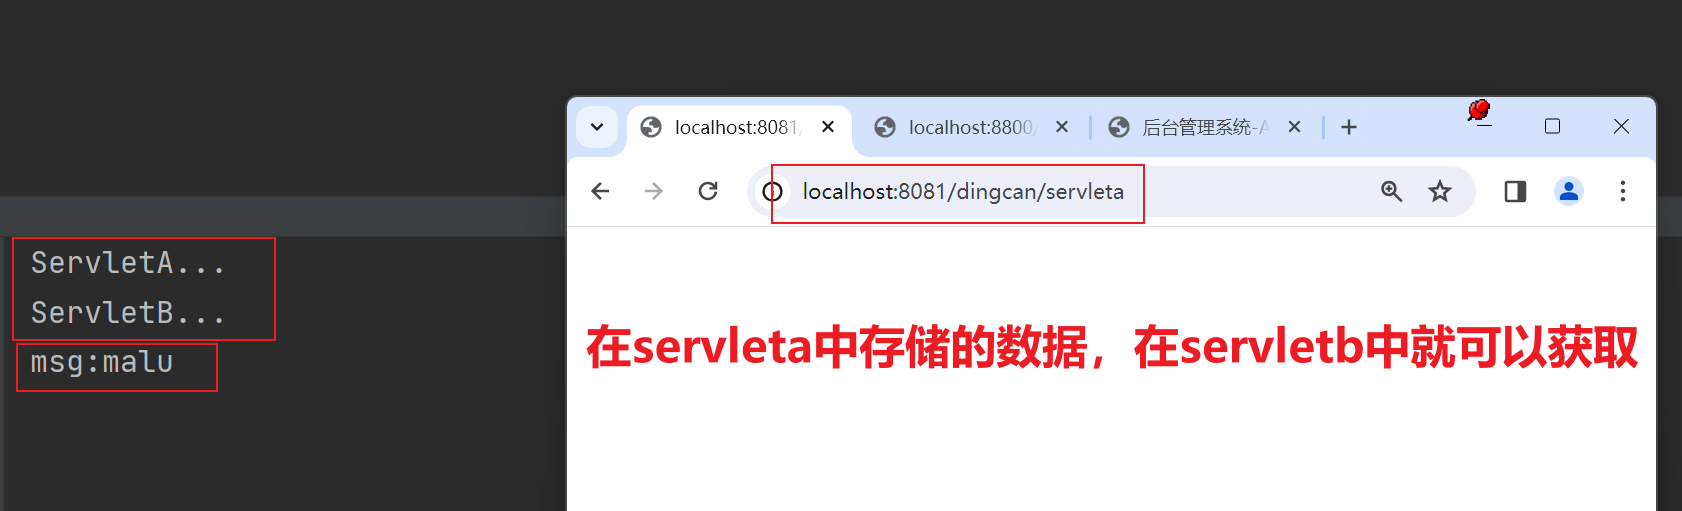 ServletA...
ServletB...
msg:malu
localhost:8081/
localhost:8800/
后台管理系统-A
localhost:8081/dingcan/servleta
在servleta中存储的数据，在servletb中就可以获取